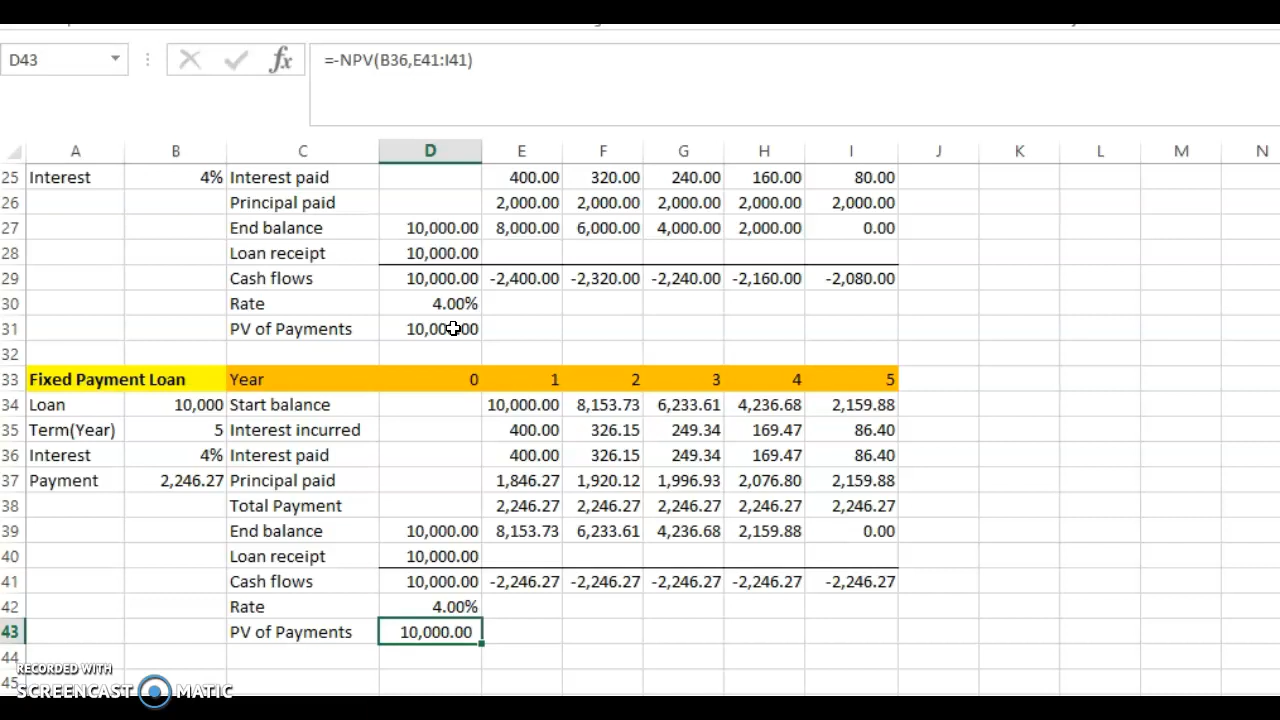 D43 fx =-NPV(B36,E41:I41)
A B C D E F G H I J K L M N
25 Interest 4% Interest paid 400.00 320.00 240.00 160.00 80.00
26 Principal paid 2,000.00 2,000.00 2,000.00 2,000.00 2,000.00
27 End balance 10,000.00 8,000.00 6,000.00 4,000.00 2,000.00 0.00
28 Loan receipt 10,000.00
29 Cash flows 10,000.00 -2,400.00 -2,320.00 -2,240.00 -2,160.00 -2,080.00
30 Rate 4.00%
31 PV of Payments 10,000.00
32
33 Fixed Payment Loan Year 0 1 2 3 4 5
34 Loan 10,000 Start balance 10,000.00 8,153.73 6,233.61 4,236.68 2,159.88
35 Term(Year) 5 Interest incurred 400.00 326.15 249.34 169.47 86.40
36 Interest 4% Interest paid 400.00 326.15 249.34 169.47 86.40
37 Payment 2,246.27 Principal paid 1,846.27 1,920.12 1,996.93 2,076.80 2,159.88
38 Total Payment 2,246.27 2,246.27 2,246.27 2,246.27 2,246.27
39 End balance 10,000.00 8,153.73 6,233.61 4,236.68 2,159.88 0.00
40 Loan receipt 10,000.00
41 Cash flows 10,000.00 -2,246.27 -2,246.27 -2,246.27 -2,246.27 -2,246.27
42 Rate 4.00%
43 PV of Payments 10,000.00
44
RECORDED WITH
45
SCREENCAST MATIC